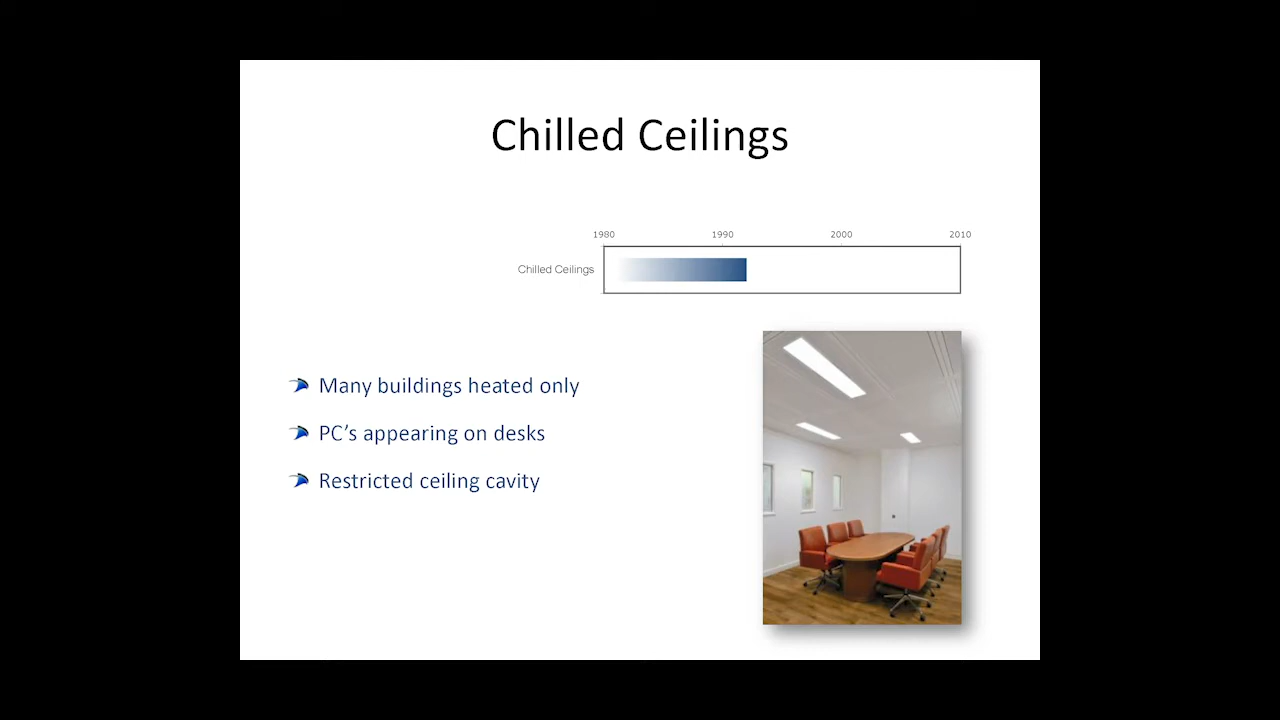 Chilled Ceilings
1980 1990 2000 2010
Chilled Ceilings
Many buildings heated only
PC’s appearing on desks
Restricted ceiling cavity